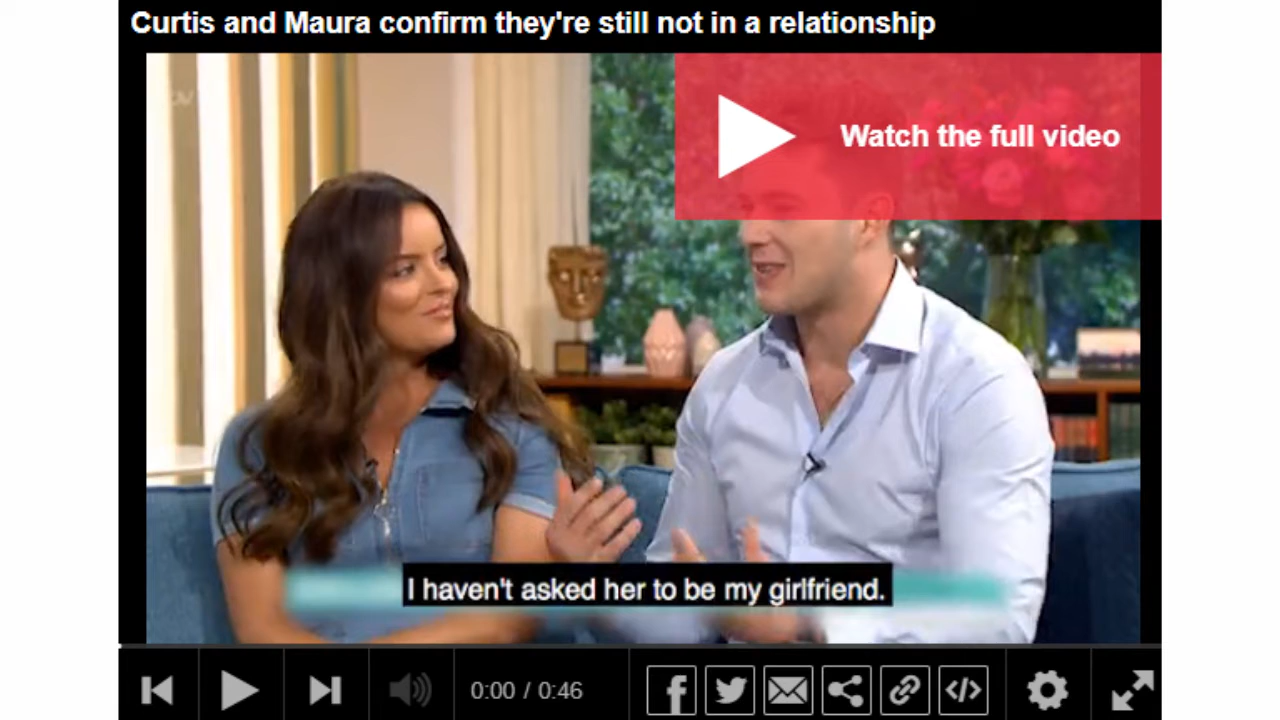 Curtis and Maura confirm they're still not in a relationship
Watch the full video
I haven't asked her to be my girlfriend.
0:00 / 0:46